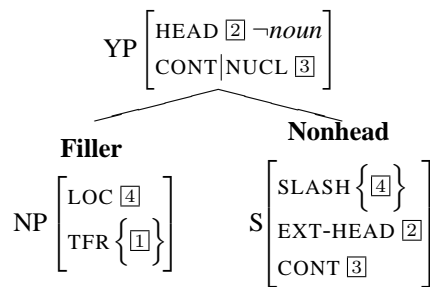 YP [HEAD 2 ¬noun
CONT|NUCL 3]
Filler
Nonhead
NP [LOC 4
TFR {1}]
S [SLASH {4}
EXT-HEAD 2
CONT 3]